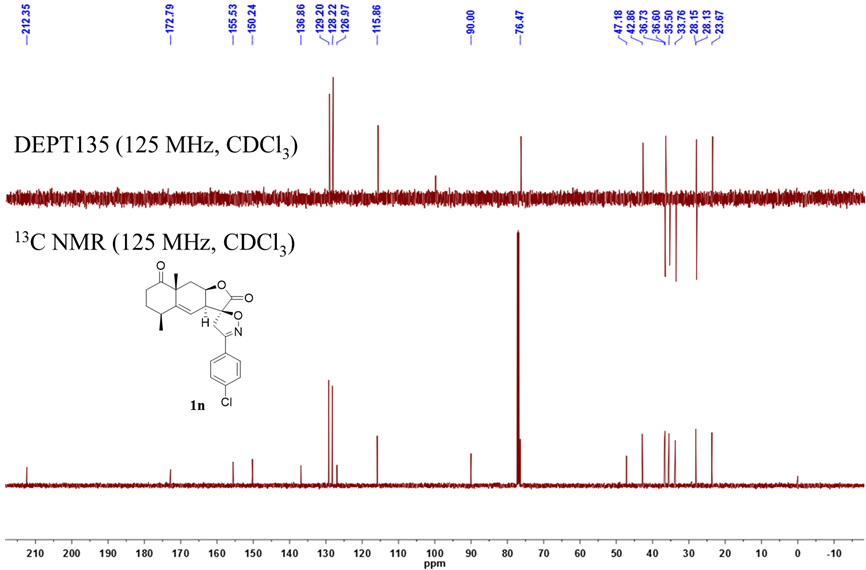 212.35 172.79 155.53 150.24 136.86 129.20 128.22 126.97 115.86 90.00 76.47 47.18 42.86 36.73 36.60 35.50 33.76 28.15 28.13 23.67
DEPT135 (125 MHz, CDCl₃)
¹³C NMR (125 MHz, CDCl₃)
O
O
O
H
O
N
Cl
1n
210 200 190 180 170 160 150 140 130 120 110 100 90 80 70 60 50 40 30 20 10 0 -10
ppm